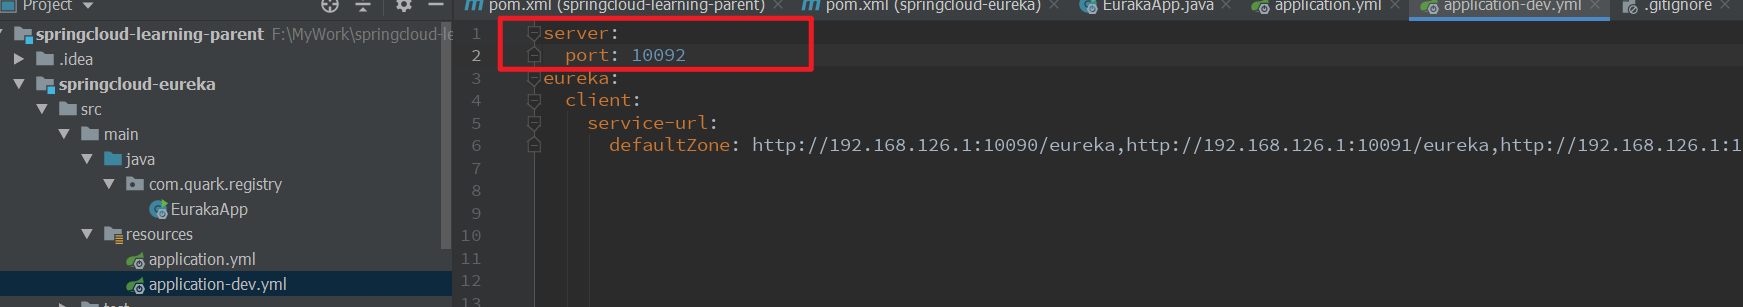 Project
pom.xml (springcloud-learning-parent)
pom.xml (springcloud-eureka)
EurakaApp.java
application.yml
application-dev.yml
.gitignore
springcloud-learning-parent F:\MyWork\springcloud-le
.idea
springcloud-eureka
src
main
java
com.quark.registry
EurakaApp
resources
application.yml
application-dev.yml
test
1 server:
2 port: 10092
3 eureka:
4 client:
5 service-url:
6 defaultZone: http://192.168.126.1:10090/eureka,http://192.168.126.1:10091/eureka,http://192.168.126.1:1
7
8
9
10
11
12
13